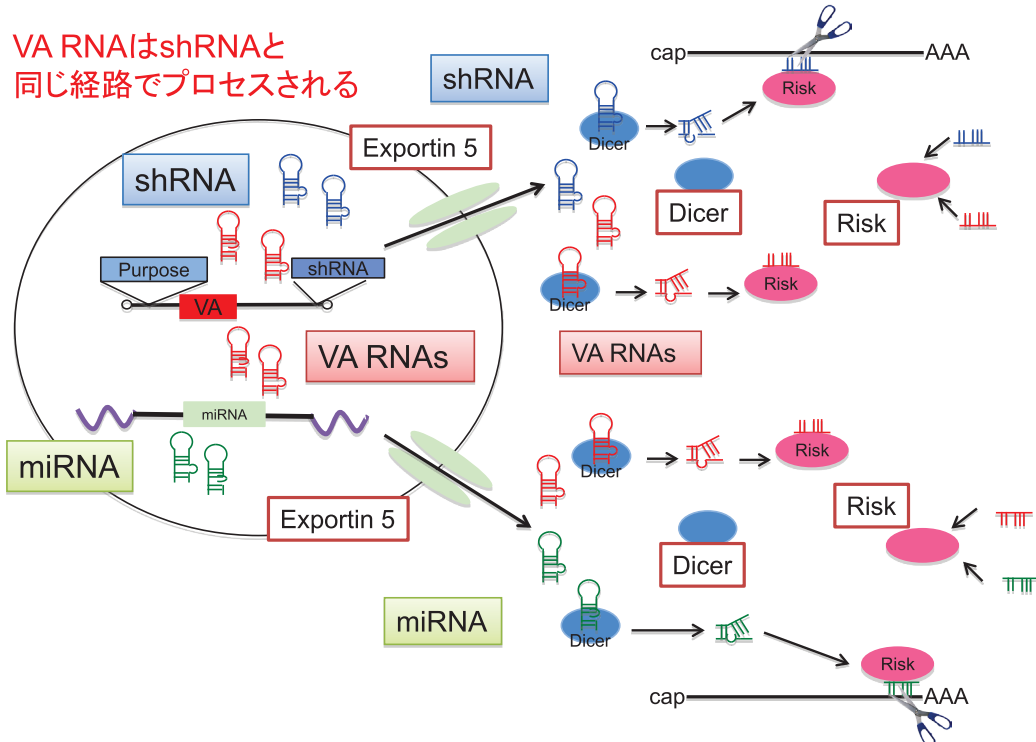 VA RNAはshRNAと
同じ経路でプロセスされる
shRNA
cap
AAA
Risk
Dicer
Exportin 5
shRNA
Dicer
Risk
Purpose
shRNA
VA
Dicer
Risk
VA RNAs
VA RNAs
miRNA
miRNA
Dicer
Risk
Exportin 5
Risk
Dicer
miRNA
Dicer
Risk
cap
AAA